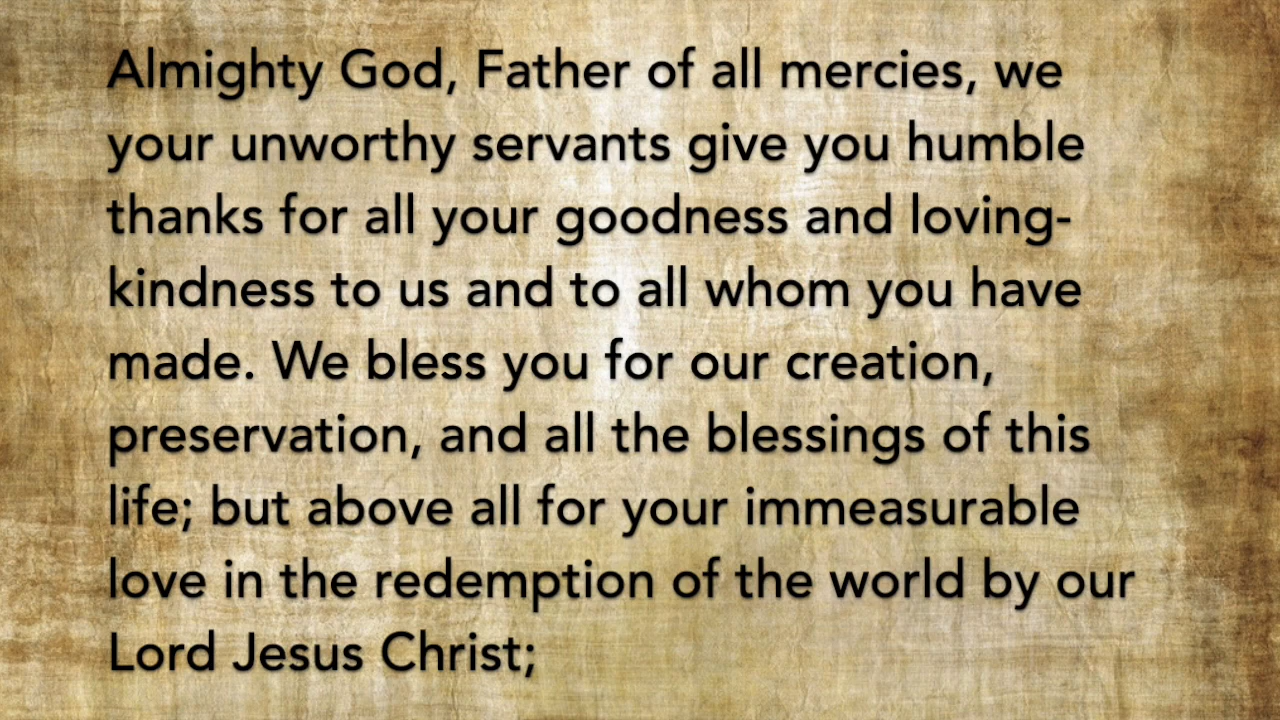 Almighty God, Father of all mercies, we
your unworthy servants give you humble
thanks for all your goodness and loving-
kindness to us and to all whom you have
made. We bless you for our creation,
preservation, and all the blessings of this
life; but above all for your immeasurable
love in the redemption of the world by our
Lord Jesus Christ;